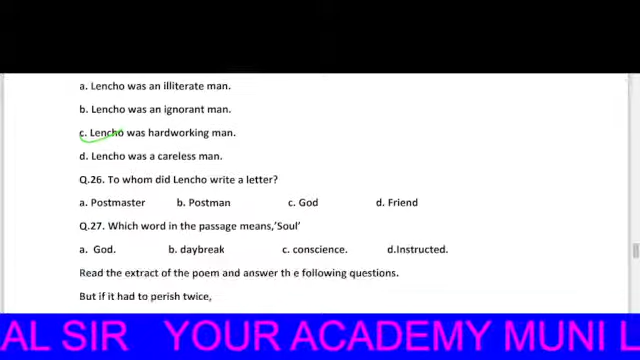 a. Lencho was an illiterate man.
b. Lencho was an ignorant man.
c. Lencho was hardworking man.
d. Lencho was a careless man.
Q.26. To whom did Lencho write a letter?
a. Postmaster b. Postman c. God d. Friend
Q.27. Which word in the passage means,’Soul’
a. God. b. daybreak c. conscience. d.Instructed.
Read the extract of the poem and answer th e following questions.
But if it had to perish twice,
AL SIR YOUR ACADEMY MUNI L